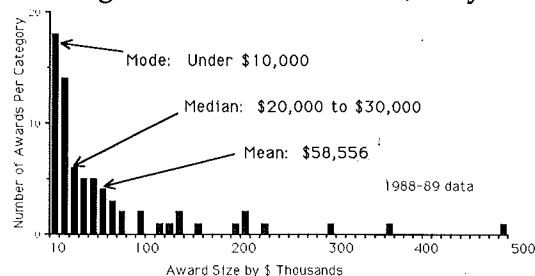 20
Mode: Under $10,000
Median: $20,000 to $30,000
10
Mean: $58,556
1988-89 data
0
10 100 200 300 400 500
Award Size by $ Thousands
Number of Awards Per Category